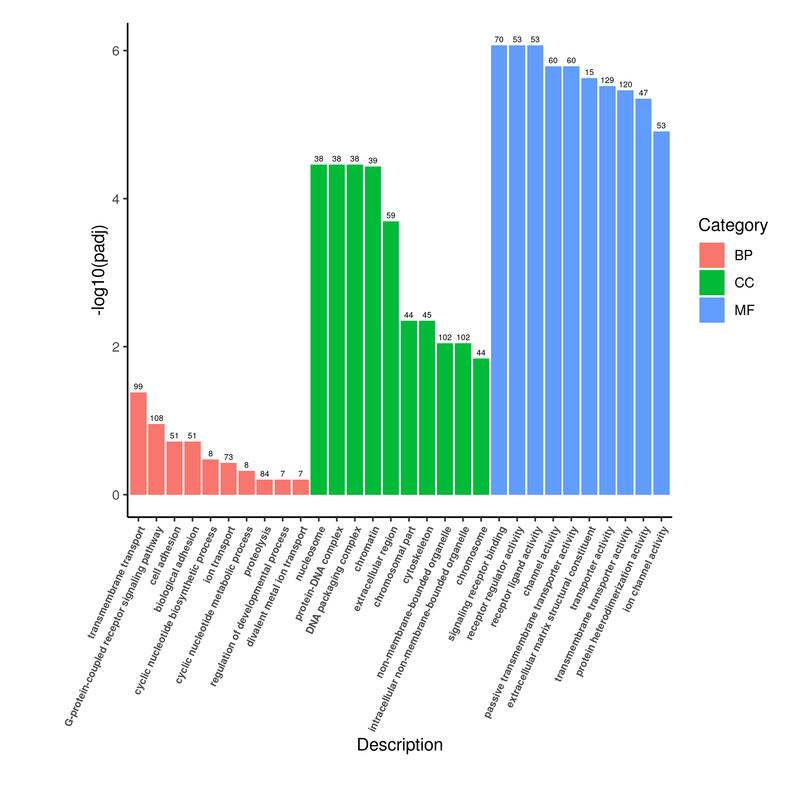 -log10(padj)
6
4
2
0
99
108
51
51
8
73
8
84
7
7
38
38
38
39
59
44
45
102
102
44
70
53
53
60
60
15
129
120
47
53
transmembrane transport
G-protein-coupled receptor signaling pathway
cell adhesion
biological adhesion
cyclic nucleotide biosynthetic process
ion transport
cyclic nucleotide metabolic process
proteolysis
regulation of developmental process
divalent metal ion transport
nucleosome
protein-DNA complex
DNA packaging complex
chromatin
extracellular region
chromosomal part
cytoskeleton
non-membrane-bounded organelle
intracellular non-membrane-bounded organelle
chromosome
signaling receptor binding
receptor regulator activity
receptor ligand activity
channel activity
passive transmembrane transporter activity
extracellular matrix structural constituent
transporter activity
transmembrane transporter activity
protein heterodimerization activity
ion channel activity
Description
Category
BP
CC
MF